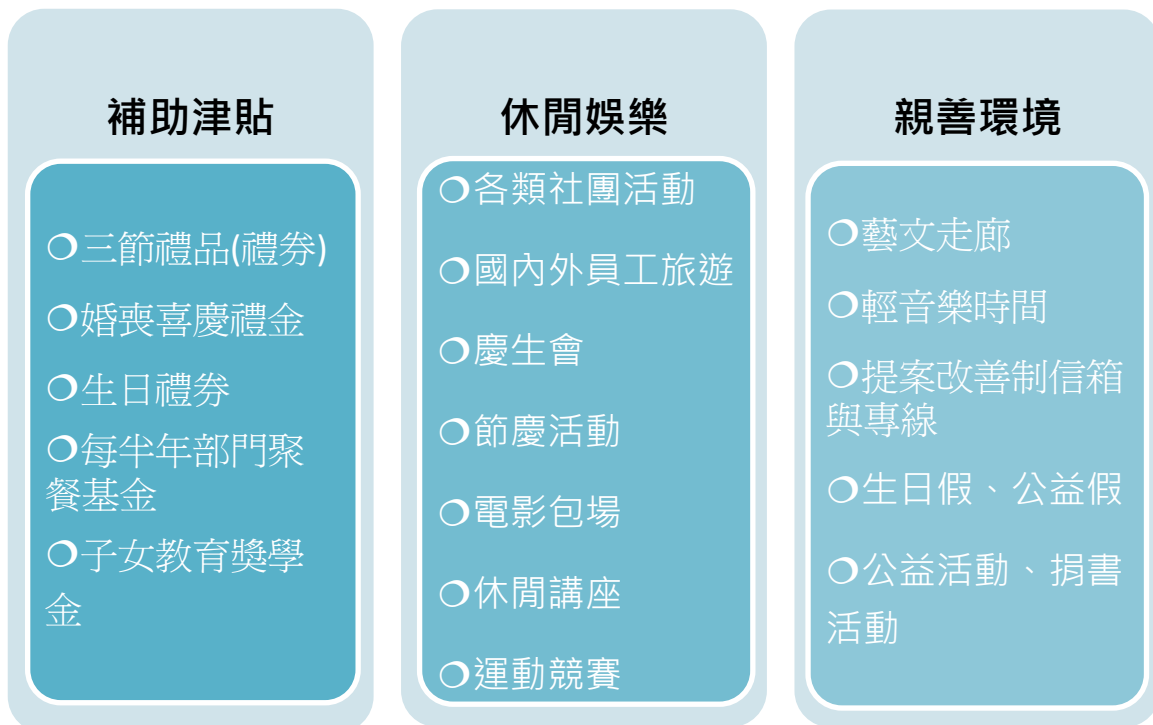 補助津貼
❍三節禮品(禮券)
❍婚喪喜慶禮金
❍生日禮券
❍每半年部門聚
餐基金
❍子女教育獎學
金
休閒娛樂
❍各類社團活動
❍國內外員工旅遊
❍慶生會
❍節慶活動
❍電影包場
❍休閒講座
❍運動競賽
親善環境
❍藝文走廊
❍輕音樂時間
❍提案改善制信箱
與專線
❍生日假、公益假
❍公益活動、捐書
活動